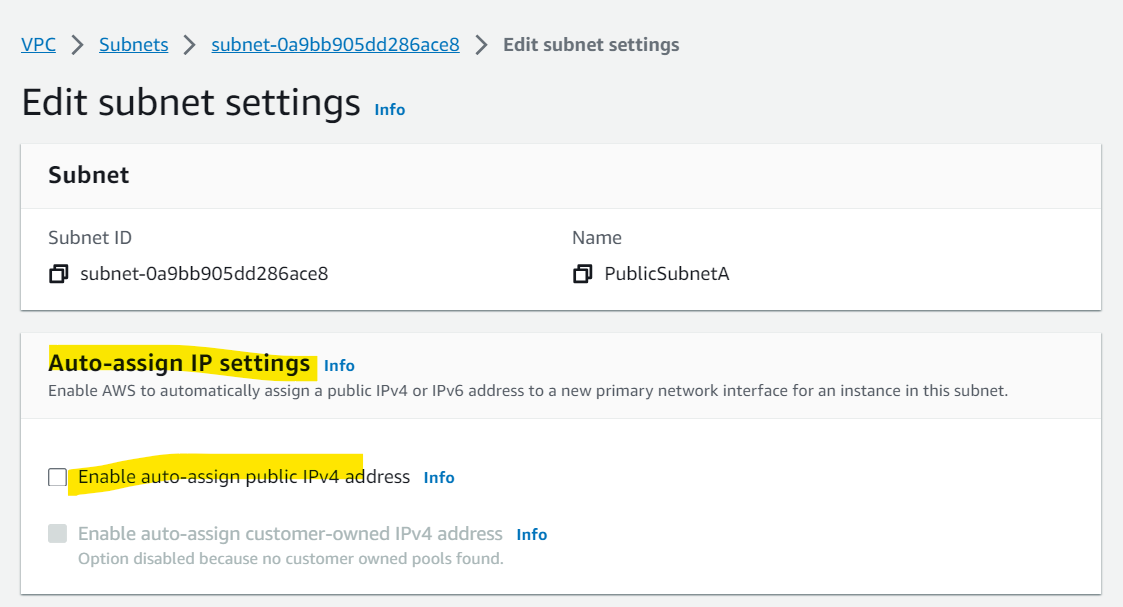 VPC > Subnets > subnet-0a9bb905dd286ace8 > Edit subnet settings
Edit subnet settings Info
Subnet
Subnet ID
subnet-0a9bb905dd286ace8
Name
PublicSubnetA
Auto-assign IP settings Info
Enable AWS to automatically assign a public IPv4 or IPv6 address to a new primary network interface for an instance in this subnet.
Enable auto-assign public IPv4 address Info
Enable auto-assign customer-owned IPv4 address Info
Option disabled because no customer owned pools found.